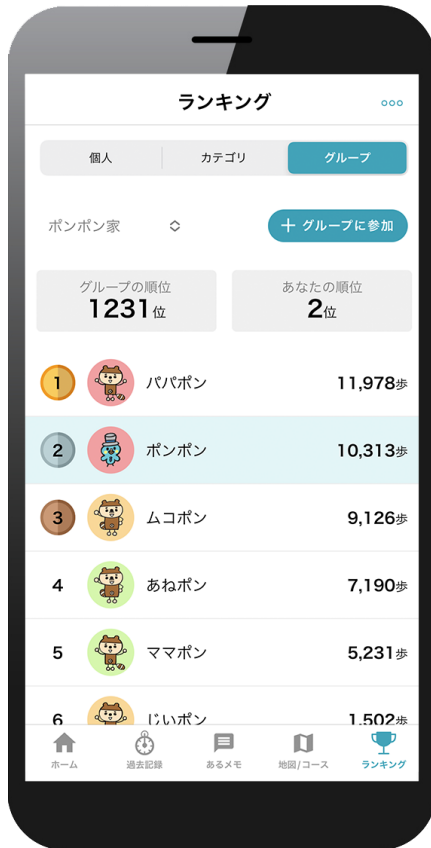 ランキング
個人 カテゴリ グループ
ポンポン家 + グループに参加
グループの順位 あなたの順位
1231位 2位
1 パパポン 11,978歩
2 ポンポン 10,313歩
3 ムコポン 9,126歩
4 あねポン 7,190歩
5 ママポン 5,231歩
6 じいポン 1,502歩
ホーム 過去記録 あるメモ 地図/コース ランキング